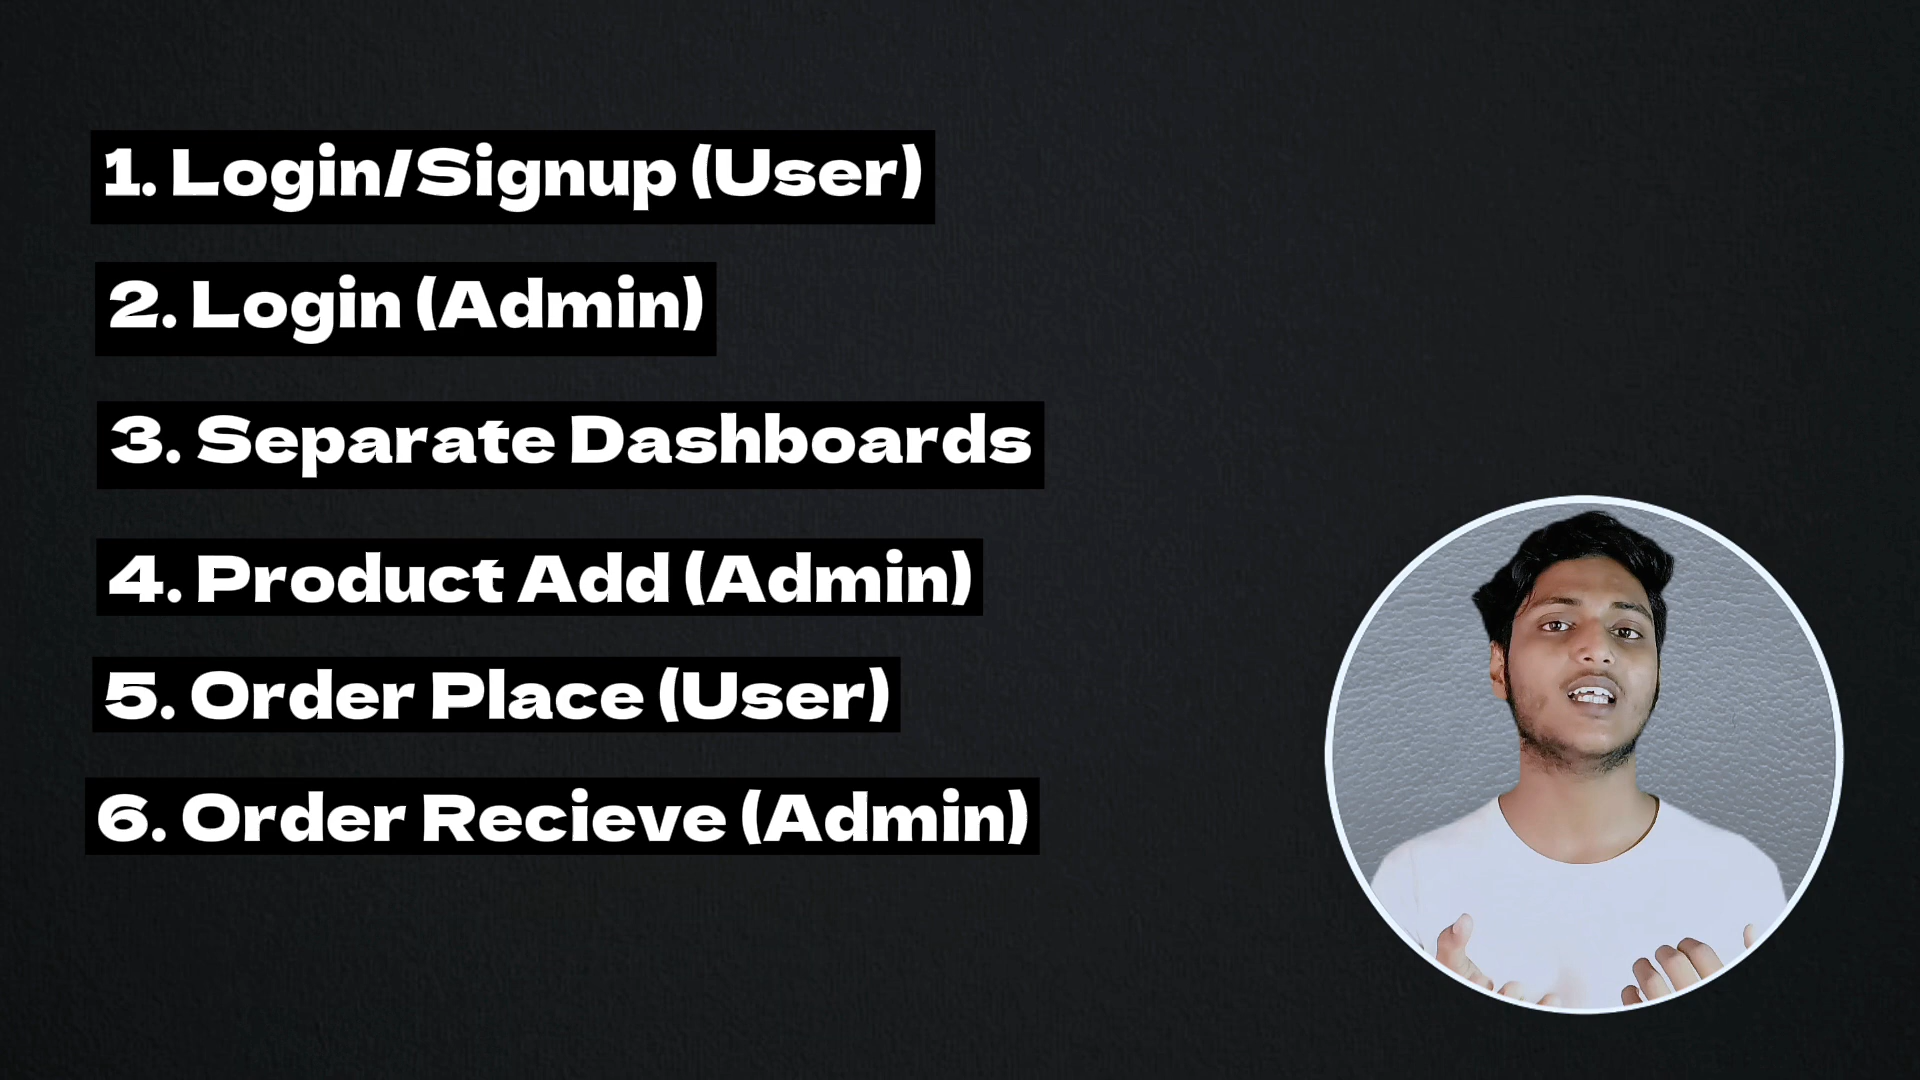 1. Login/Signup (User)
2. Login (Admin)
3. Separate Dashboards
4. Product Add (Admin)
5. Order Place (User)
6. Order Recieve (Admin)